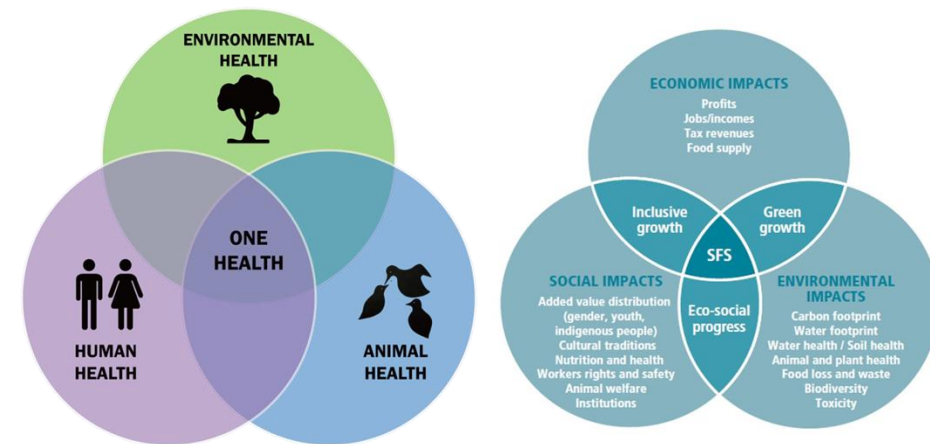 ENVIRONMENTAL
HEALTH
ONE
HEALTH
HUMAN
HEALTH
ANIMAL
HEALTH
ECONOMIC IMPACTS
Profits
Jobs/incomes
Tax revenues
Food supply
Inclusive
growth
Green
growth
SFS
SOCIAL IMPACTS
Added value distribution
(gender, youth,
indigenous people)
Cultural traditions
Nutrition and health
Workers rights and safety
Animal welfare
Institutions
Eco-social
progress
ENVIRONMENTAL
IMPACTS
Carbon footprint
Water footprint
Water health / Soil health
Animal and plant health
Food loss and waste
Biodiversity
Toxicity